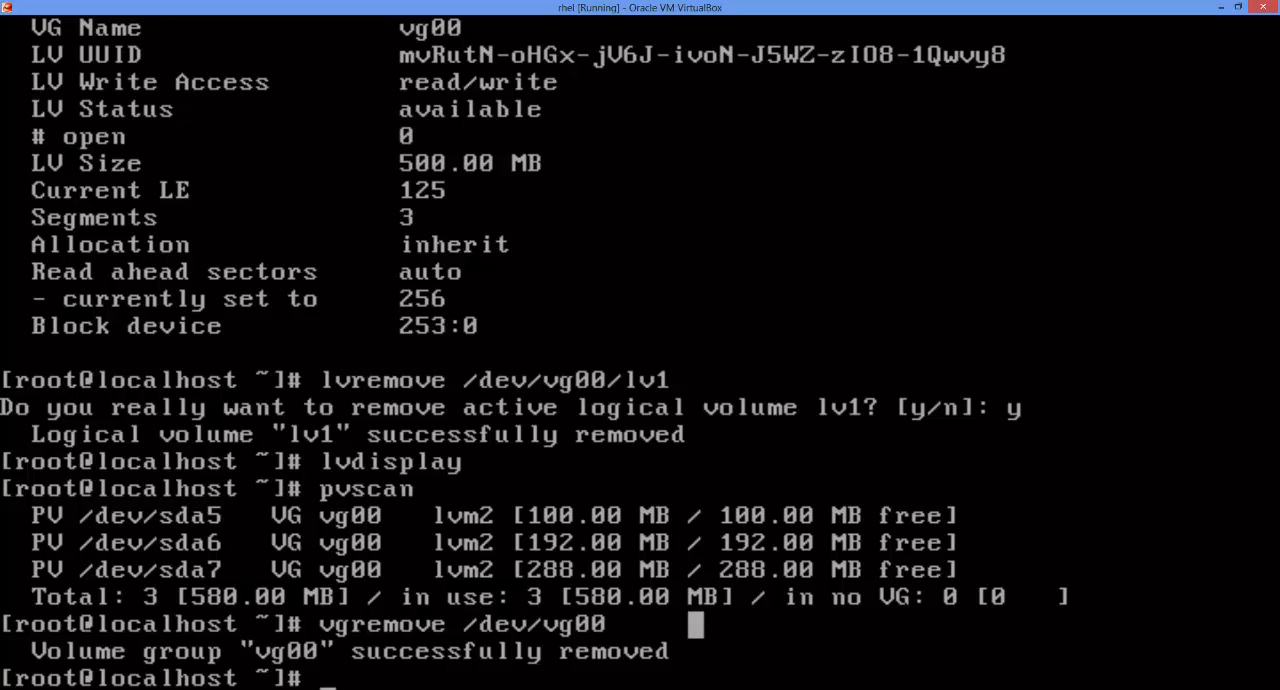 rhel [Running] - Oracle VM VirtualBox
VG Name vg00
LV UUID mvRutN-oHGx-jV6J-ivoN-J5WZ-zIO8-1Qwvy8
LV Write Access read/write
LV Status available
# open 0
LV Size 500.00 MB
Current LE 125
Segments 3
Allocation inherit
Read ahead sectors auto
- currently set to 256
Block device 253:0
[root@localhost ~]# lvremove /dev/vg00/lv1
Do you really want to remove active logical volume lv1? [y/n]: y
Logical volume "lv1" successfully removed
[root@localhost ~]# lvdisplay
[root@localhost ~]# pvscan
PV /dev/sda5 VG vg00 lvm2 [100.00 MB / 100.00 MB free]
PV /dev/sda6 VG vg00 lvm2 [192.00 MB / 192.00 MB free]
PV /dev/sda7 VG vg00 lvm2 [288.00 MB / 288.00 MB free]
Total: 3 [580.00 MB] / in use: 3 [580.00 MB] / in no VG: 0 [0 ]
[root@localhost ~]# vgremove /dev/vg00
Volume group "vg00" successfully removed
[root@localhost ~]# _